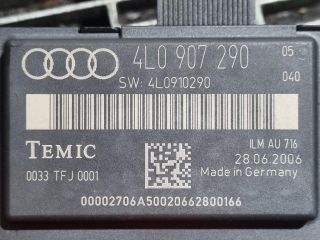 4L0 907 290 05
SW: 4L0910290 040
ILM AU 716
TEMIC 28.06.2006
0033 TFJ 0001 Made in Germany
00002706A50020662800166